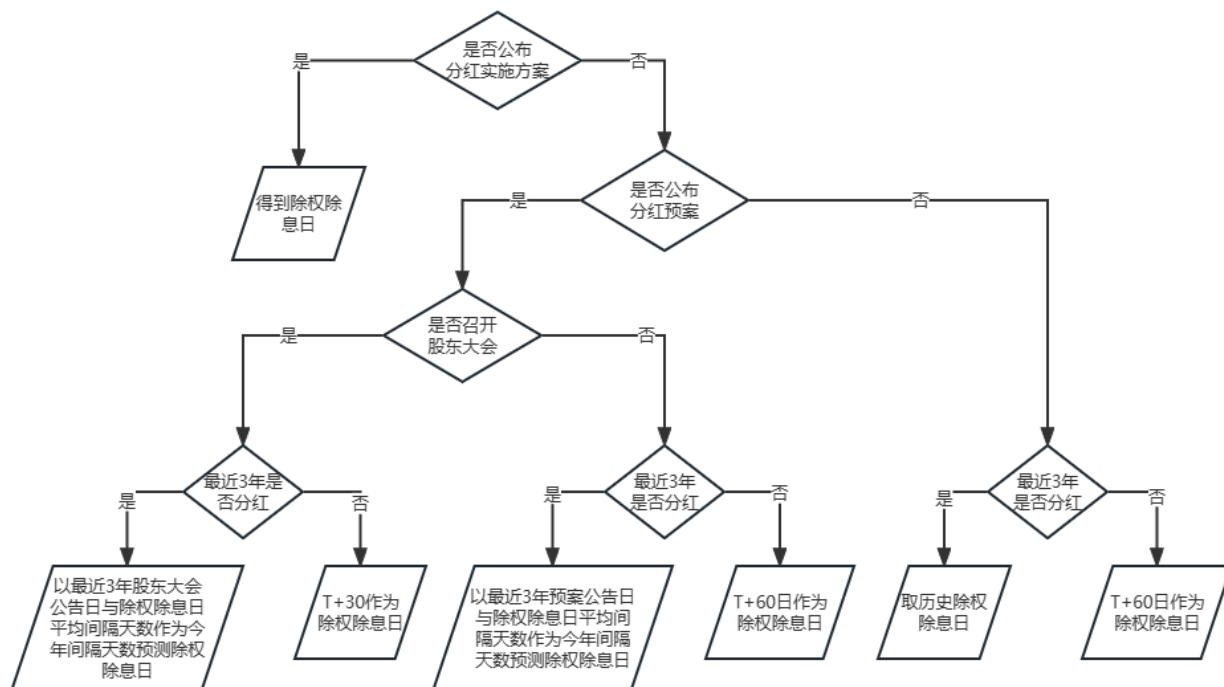 是否公布
分红实施方案
是
否
得到除权除
息日
是否公布
分红预案
是
否
是否召开
股东大会
是
否
最近3年是
否分红
是
否
最近3年
是否分红
是
否
最近3年
是否分红
是
否
以最近3年股东大会
公告日与除权除息日
平均间隔天数作为今
年间隔天数预测除权
除息日
T+30作为
除权除息日
以最近3年预案公告日
与除权除息日平均间
隔天数作为今年间隔
天数预测除权除息日
T+60日作为
除权除息日
取历史除权
除息日
T+60日作为
除权除息日